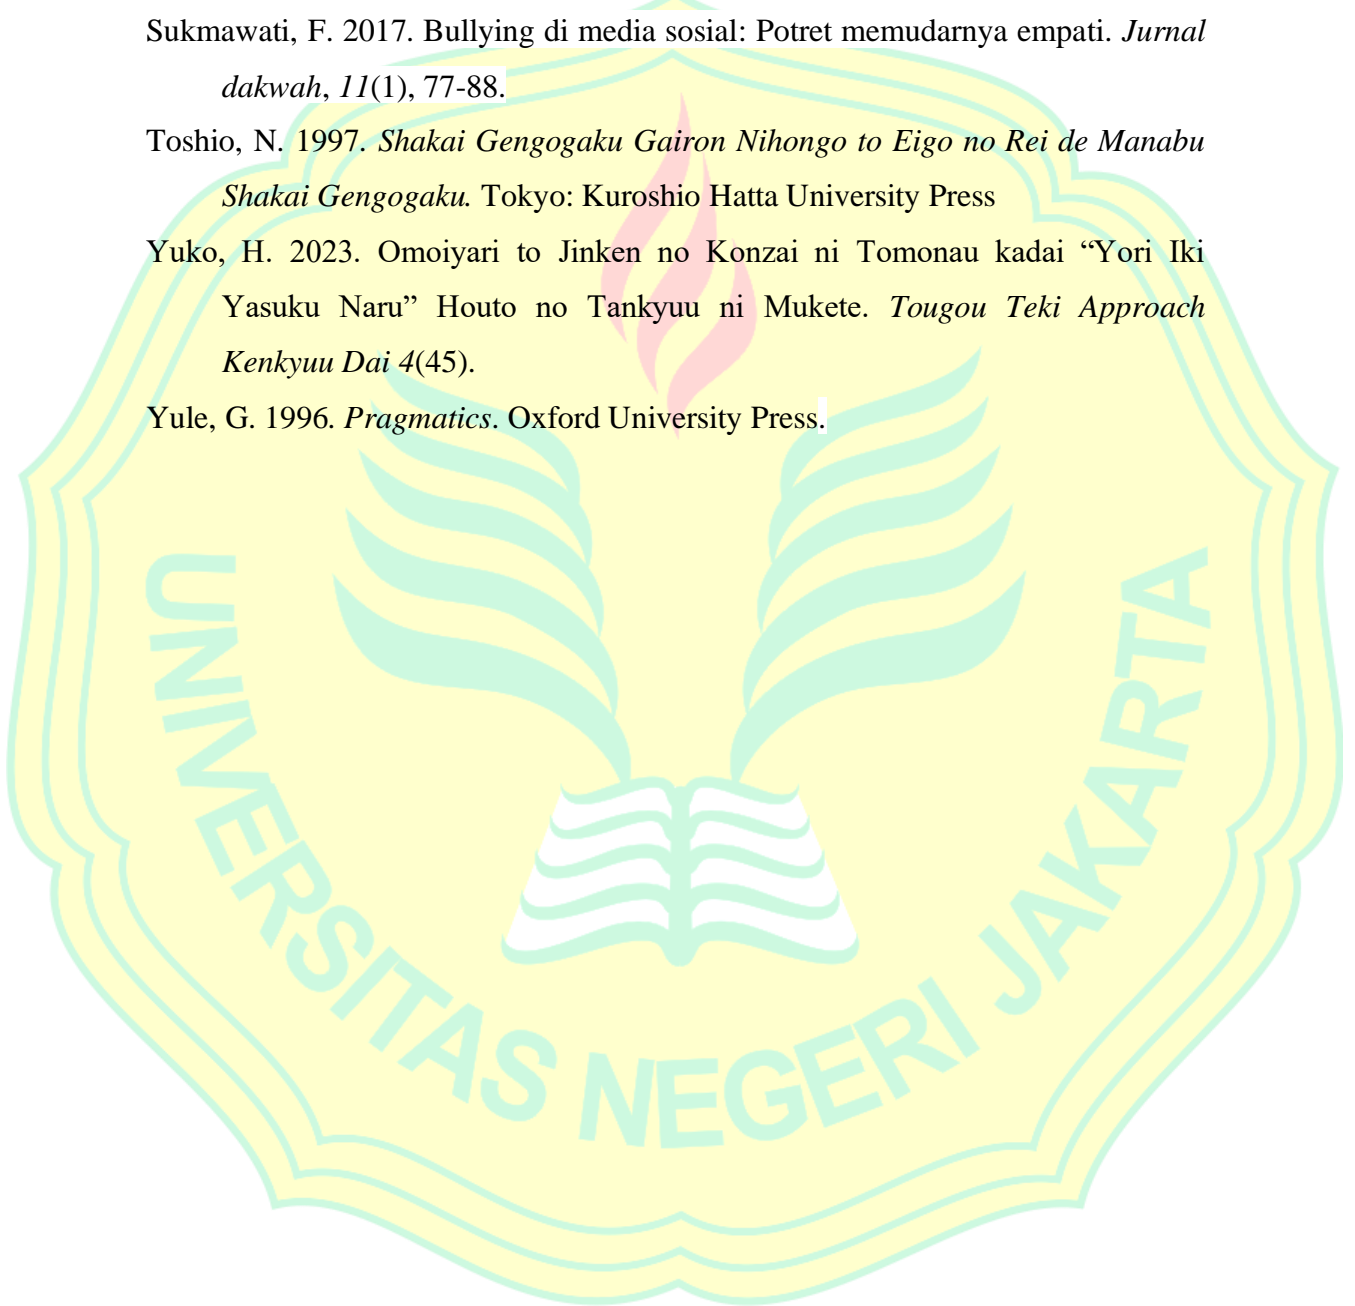 Sukmawati, F. 2017. Bullying di media sosial: Potret memudarnya empati. Jurnal
dakwah, 11(1), 77-88.
Toshio, N. 1997. Shakai Gengogaku Gairon Nihongo to Eigo no Rei de Manabu
Shakai Gengogaku. Tokyo: Kuroshio Hatta University Press
Yuko, H. 2023. Omoiyari to Jinken no Konzai ni Tomonau kadai “Yori Iki
Yasuku Naru” Houto no Tankyuu ni Mukete. Tougou Teki Approach
Kenkyuu Dai 4(45).
Yule, G. 1996. Pragmatics. Oxford University Press.
UNIVERSITAS NEGERI JAKARTA